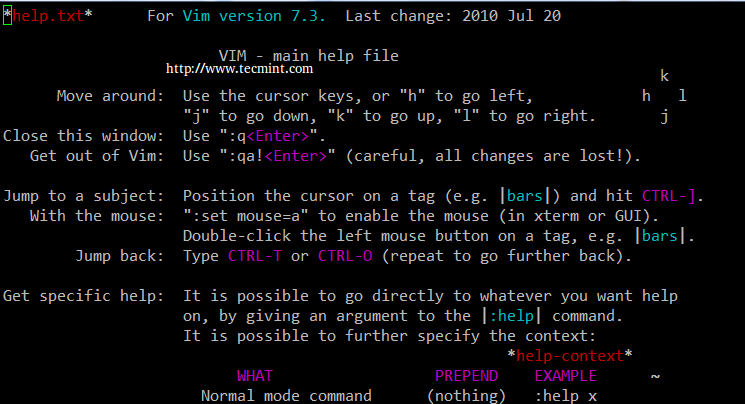 *help.txt*      For Vim version 7.3.  Last change: 2010 Jul 20
VIM - main help file
http://www.tecmint.com
k
Move around:  Use the cursor keys, or "h" to go left,            h   l
"j" to go down, "k" to go up, "l" to go right.        j
Close this window:  Use ":q<Enter>".
Get out of Vim:  Use ":qa!<Enter>" (careful, all changes are lost!).
Jump to a subject:  Position the cursor on a tag (e.g. |bars|) and hit CTRL-].
With the mouse:  ":set mouse=a" to enable the mouse (in xterm or GUI).
Double-click the left mouse button on a tag, e.g. |bars|.
Jump back:  Type CTRL-T or CTRL-O (repeat to go further back).
Get specific help:  It is possible to go directly to whatever you want help
on, by giving an argument to the |:help| command.
It is possible to further specify the context:
*help-context*
WHAT                  PREPEND    EXAMPLE      ~
Normal mode command      (nothing)   :help x